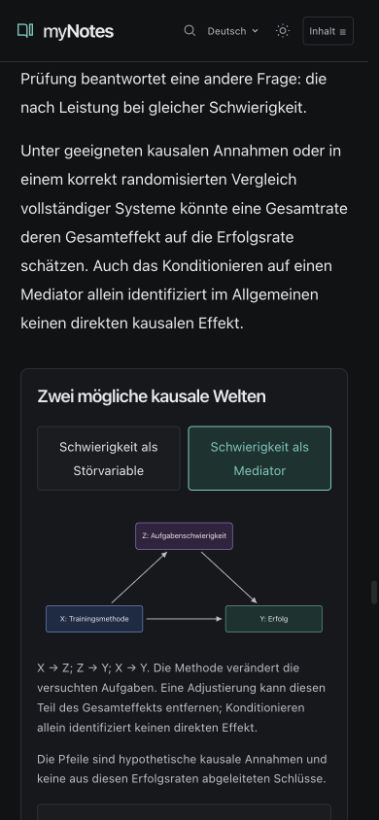 myNotes
Deutsch
Inhalt
Prüfung beantwortet eine andere Frage: die
nach Leistung bei gleicher Schwierigkeit.
Unter geeigneten kausalen Annahmen oder in
einem korrekt randomisierten Vergleich
vollständiger Systeme könnte eine Gesamtrate
deren Gesamteffekt auf die Erfolgsrate
schätzen. Auch das Konditionieren auf einen
Mediator allein identifiziert im Allgemeinen
keinen direkten kausalen Effekt.
Zwei mögliche kausale Welten
Schwierigkeit als
Störvariable
Schwierigkeit als
Mediator
Z: Aufgabenschwierigkeit
X: Trainingsmethode
Y: Erfolg
X → Z; Z → Y; X → Y. Die Methode verändert die
versuchten Aufgaben. Eine Adjustierung kann diesen
Teil des Gesamteffekts entfernen; Konditionieren
allein identifiziert keinen direkten Effekt.
Die Pfeile sind hypothetische kausale Annahmen und
keine aus diesen Erfolgsraten abgeleiteten Schlüsse.